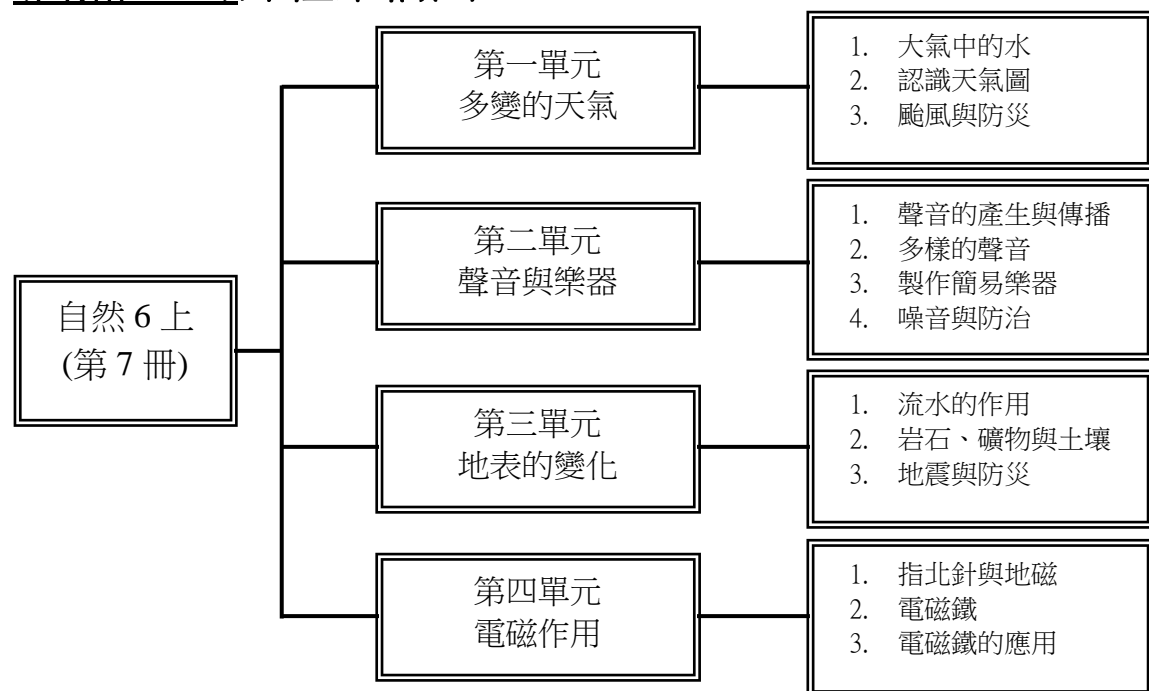 自然 6 上
(第 7 冊)
第一單元
多變的天氣
1. 大氣中的水
2. 認識天氣圖
3. 颱風與防災
第二單元
聲音與樂器
1. 聲音的產生與傳播
2. 多樣的聲音
3. 製作簡易樂器
4. 噪音與防治
第三單元
地表的變化
1. 流水的作用
2. 岩石、礦物與土壤
3. 地震與防災
第四單元
電磁作用
1. 指北針與地磁
2. 電磁鐵
3. 電磁鐵的應用